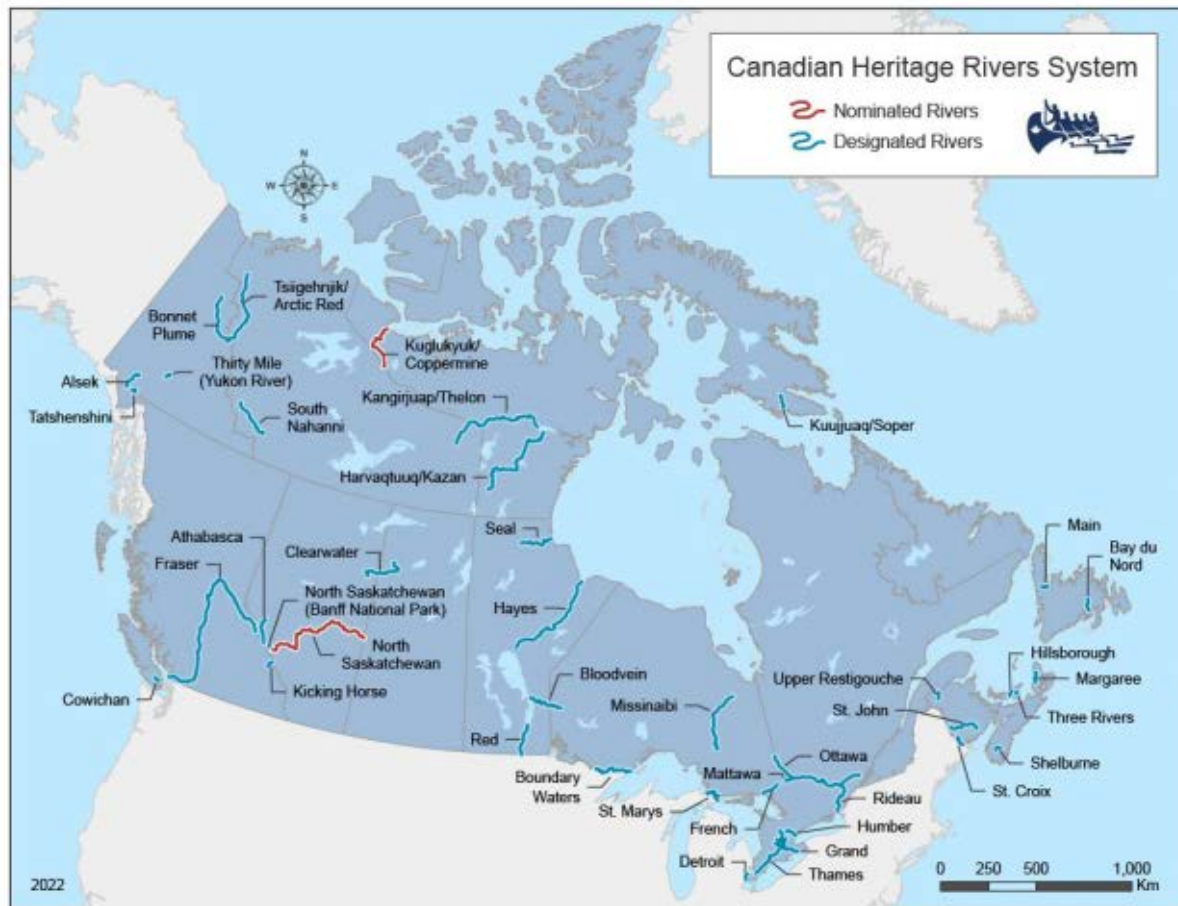 Canadian Heritage Rivers System
Nominated Rivers
Designated Rivers
N
W
E
S
Tsiigehnjik/
Arctic Red
Bonnet
Plume
Kuglukyuk/
Coppermine
Thirty Mile
(Yukon River)
Alsek
Tatshenshini
South
Nahanni
Kangirjuap/Thelon
Kuujjuaq/Soper
Harvaqtuuq/Kazan
Seal
Athabasca
Clearwater
Fraser
North Saskatchewan
(Banff National Park)
Hayes
North
Saskatchewan
Kicking Horse
Cowichan
Main
Bay du
Nord
Hillsborough
Margaree
Upper Restigouche
Three Rivers
St. John
Bloodvein
Missinaibi
Red
Shelburne
Ottawa
Mattawa
Boundary
Waters
St. Croix
St. Marys
Rideau
French
Humber
Grand
Detroit
Thames
0 250 500 1,000
Km
2022